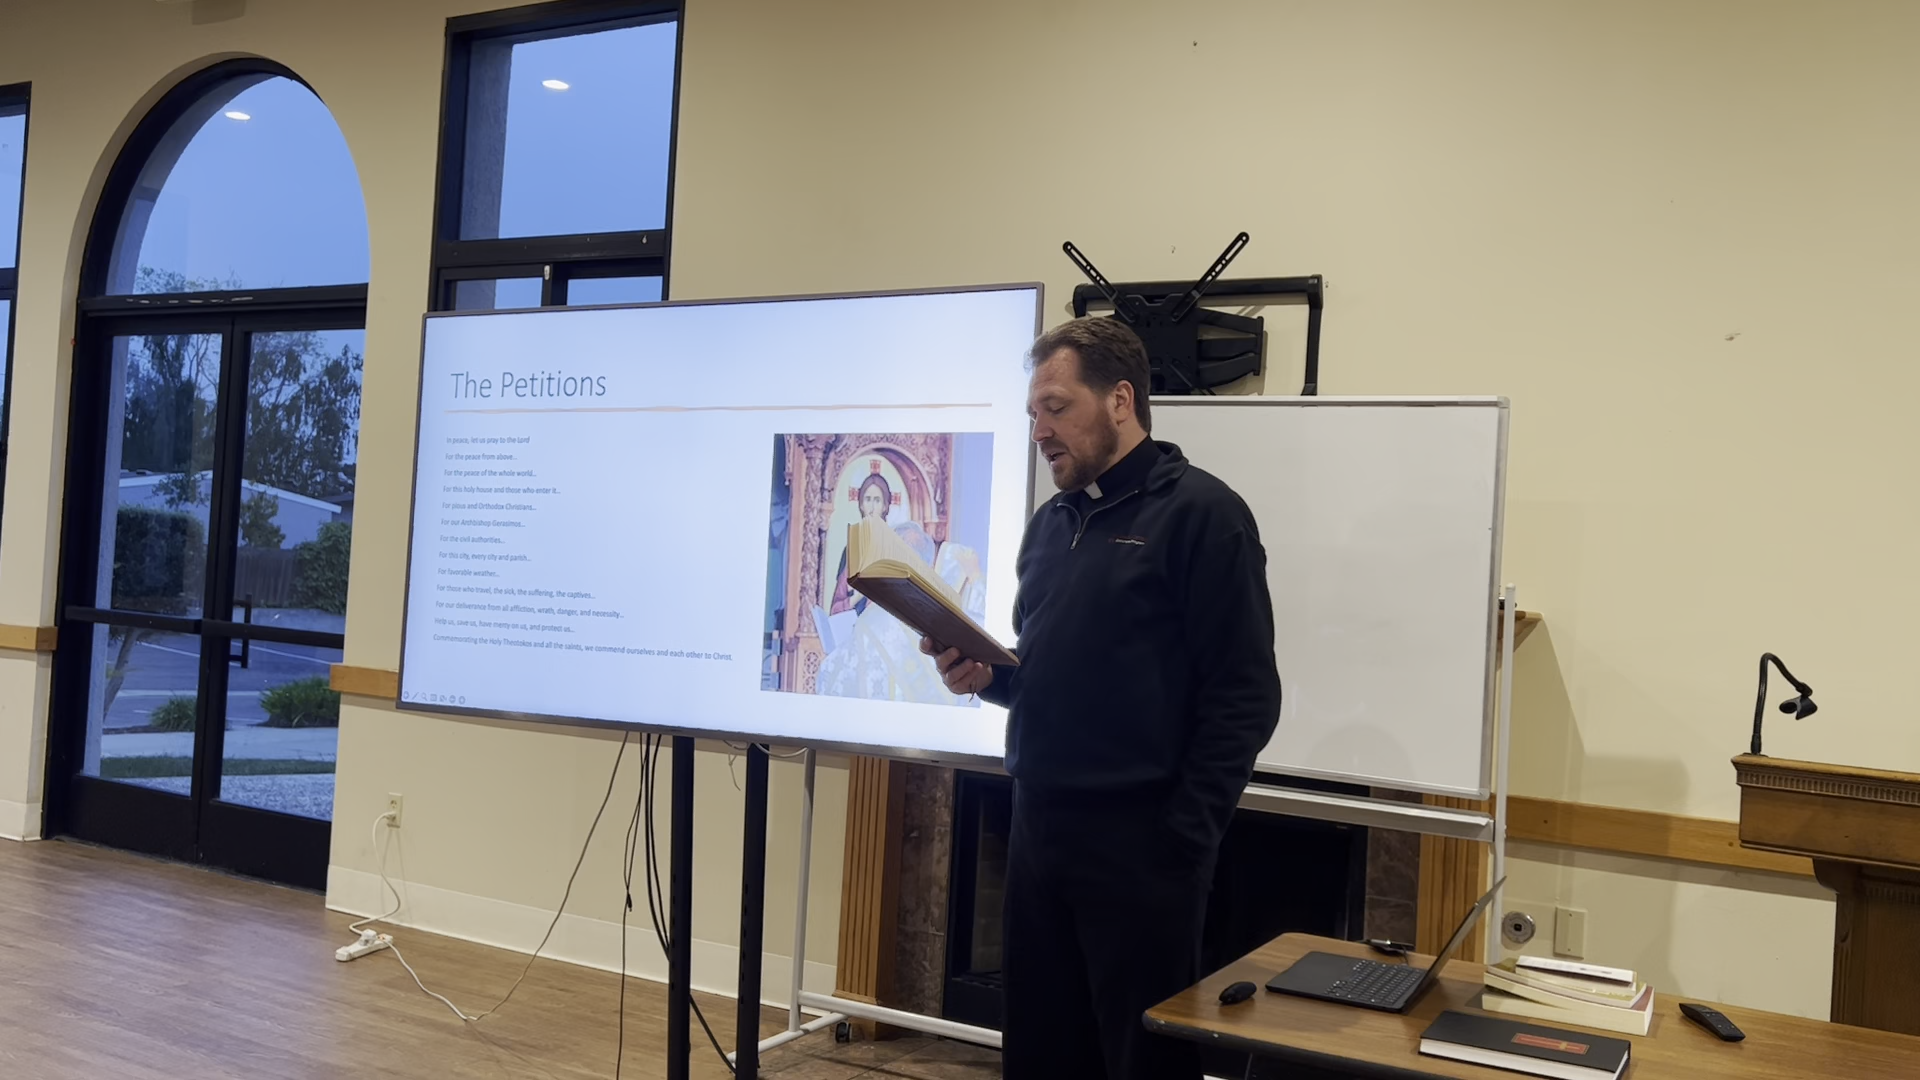 The Petitions
In peace, let us pray to the Lord
For the peace from above...
For the peace of the whole world...
For this holy house and those who enter it...
For pious and Orthodox Christians...
For our Archbishop Gerasimos...
For the civil authorities...
For this city, every city and parish...
For favorable weather...
For those who travel, the sick, the suffering, the captives...
For our deliverance from all affliction, wrath, danger, and necessity...
Help us, save us, have mercy on us, and protect us...
Commemorating the Holy Theotokos and all the saints, we commend ourselves and each other to Christ.